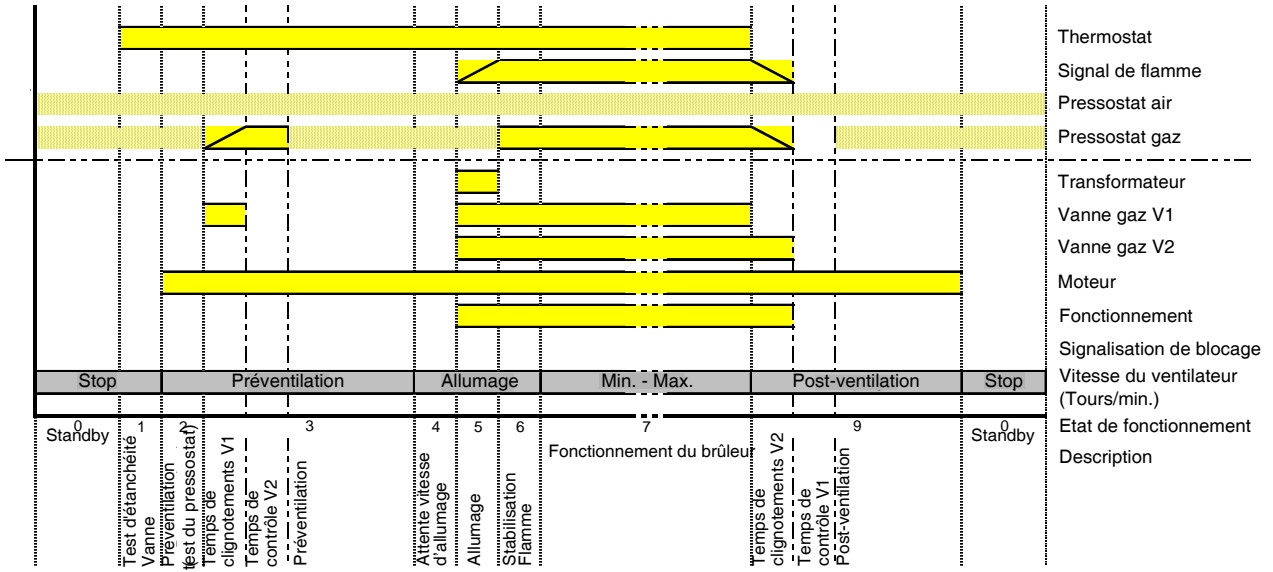 Thermostat
Signal de flamme
Pressostat air
Pressostat gaz
Transformateur
Vanne gaz V1
Vanne gaz V2
Moteur
Fonctionnement
Signalisation de blocage
Stop
Préventilation
Allumage
Min. - Max.
Post-ventilation
Stop
Vitesse du ventilateur
(Tours/min.)
0
1
2
3
4
5
6
7
9
0
Etat de fonctionnement
Standby
Test d'étanchéité
Vanne
Préventilation
(test du pressostat)
Temps de
clignotements V1
Temps de
contrôle V2
Préventilation
Attente vitesse
d'allumage
Allumage
Stabilisation
Flamme
Fonctionnement du brûleur
Temps de
clignotements V2
Temps de
contrôle V1
Post-ventilation
Standby
Description